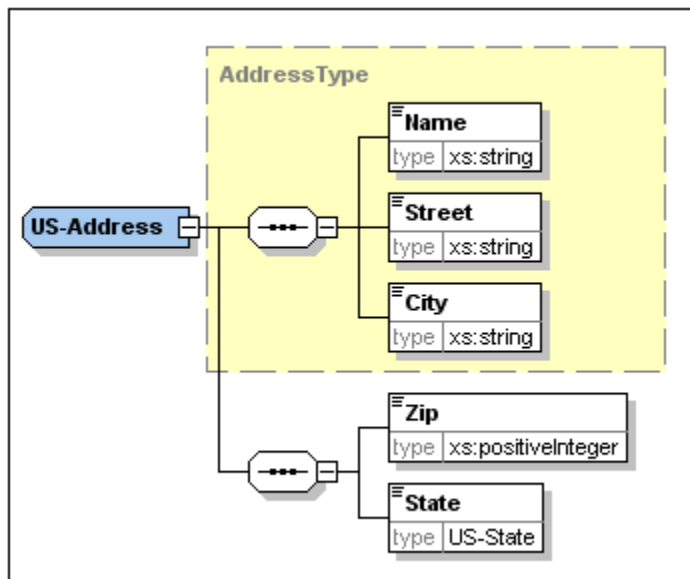 AddressType
Name
type xs:string
US-Address
Street
type xs:string
City
type xs:string
Zip
type xs:positiveInteger
State
type US-State